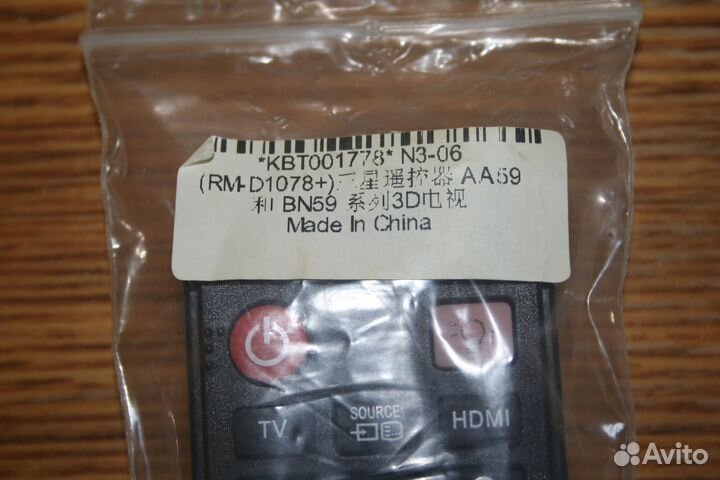 *KBT001778* N3-06
(RM-D1078+)三星遥控器 AA59
和 BN59 系列3D电视
Made In China
TV
SOURCE
HDMI
Avito